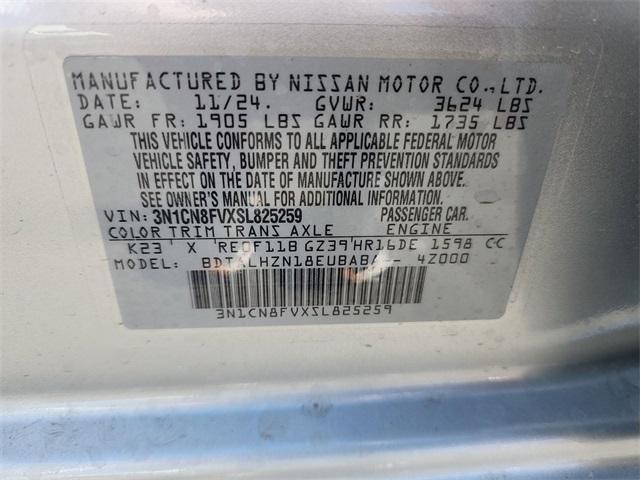 MANUFACTURED BY NISSAN MOTOR CO., LTD.
DATE: 11/24. GVWR: 3624 LBS
GAWR FR: 1905 LBS GAWR RR: 1735 LBS
THIS VEHICLE CONFORMS TO ALL APPLICABLE FEDERAL MOTOR
VEHICLE SAFETY, BUMPER AND THEFT PREVENTION STANDARDS
IN EFFECT ON THE DATE OF MANUFACTURE SHOWN ABOVE.
SEE OWNER'S MANUAL FOR ADDITIONAL INFORMATION.
VIN: 3N1CN8FVXSL825259 PASSENGER CAR.
COLOR TRIM TRANS AXLE ENGINE
K23 X RE0F11B GZ39 HR16DE 1598 CC
MODEL: 4Z000
3N1CN8FVXSL825259